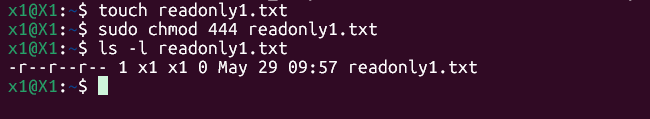 x1@X1:~$ touch readonly1.txt
x1@X1:~$ sudo chmod 444 readonly1.txt
x1@X1:~$ ls -l readonly1.txt
-r--r--r-- 1 x1 x1 0 May 29 09:57 readonly1.txt
x1@X1:~$